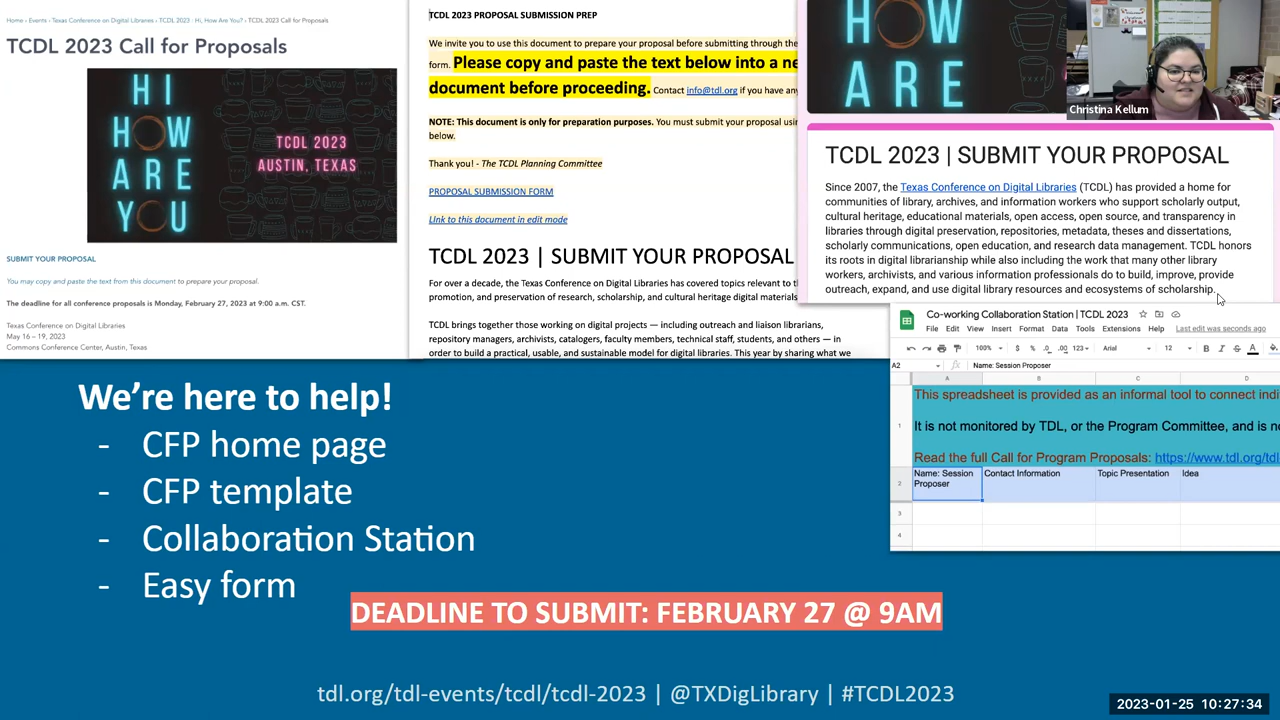 Home › Events › Texas Conference on Digital Libraries › TCDL 2023 · Hi, How Are You? › TCDL 2023 Call for Proposals
TCDL 2023 Call for Proposals
HI
HOW
ARE
YOU
TCDL 2023
AUSTIN, TEXAS
SUBMIT YOUR PROPOSAL
You may copy and paste the text from this document to prepare your proposal.
The deadline for all conference proposals is Monday, February 27, 2023 at 9:00 a.m. CST.
Texas Conference on Digital Libraries
May 16 – 19, 2023
Commons Conference Center, Austin, Texas
TCDL 2023 PROPOSAL SUBMISSION PREP
We invite you to use this document to prepare your proposal before submitting through the
form. Please copy and paste the text below into a ne
document before proceeding. Contact info@tdl.org if you have any
NOTE: This document is only for preparation purposes. You must submit your proposal usin
below.
Thank you! - The TCDL Planning Committee
PROPOSAL SUBMISSION FORM
Link to this document in edit mode
TCDL 2023 | SUBMIT YOUR PROPOSAL
For over a decade, the Texas Conference on Digital Libraries has covered topics relevant to t
promotion, and preservation of research, scholarship, and cultural heritage digital materials
TCDL brings together those working on digital projects — including outreach and liaison librarians,
repository managers, archivists, catalogers, faculty members, technical staff, students, and others — in
order to build a practical, usable, and sustainable model for digital libraries. This year by sharing what we
HOW
ARE
Christina Kellum
TCDL 2023 | SUBMIT YOUR PROPOSAL
Since 2007, the Texas Conference on Digital Libraries (TCDL) has provided a home for
communities of library, archives, and information workers who support scholarly output,
cultural heritage, educational materials, open access, open source, and transparency in
libraries through digital preservation, repositories, metadata, theses and dissertations,
scholarly communications, open education, and research data management. TCDL honors
its roots in digital librarianship while also including the work that many other library
workers, archivists, and various information professionals do to build, improve, provide
outreach, expand, and use digital library resources and ecosystems of scholarship.
Co-working Collaboration Station | TCDL 2023
File Edit View Insert Format Data Tools Extensions Help Last edit was seconds ago
100% $ % .0 .00 123 Arial 12 B I S A
A2 fx Name: Session Proposer
A B C D
1 This spreadsheet is provided as an informal tool to connect indi
It is not monitored by TDL, or the Program Committee, and is no
Read the full Call for Program Proposals: https://www.tdl.org/tdl
2 Name: Session Proposer Contact Information Topic Presentation Idea
3
4
We're here to help!
- CFP home page
- CFP template
- Collaboration Station
- Easy form
DEADLINE TO SUBMIT: FEBRUARY 27 @ 9AM
tdl.org/tdl-events/tcdl/tcdl-2023 | @TXDigLibrary | #TCDL2023
2023-01-25 10:27:34